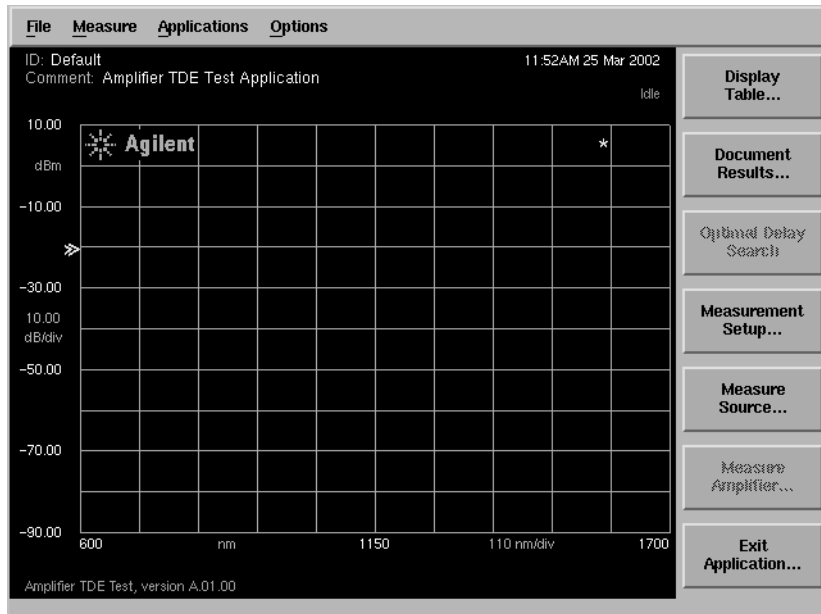 File Measure Applications Options
ID: Default
11:52AM 25 Mar 2002
Comment: Amplifier TDE Test Application
Idle
10.00
Agilent
*
dBm
-10.00
-30.00
10.00
dB/div
-50.00
-70.00
-90.00
600 nm 1150 110 nm/div 1700
Amplifier TDE Test, version A.01.00
Display
Table...
Document
Results...
Optimal Delay
Search
Measurement
Setup...
Measure
Source...
Measure
Amplifier...
Exit
Application...